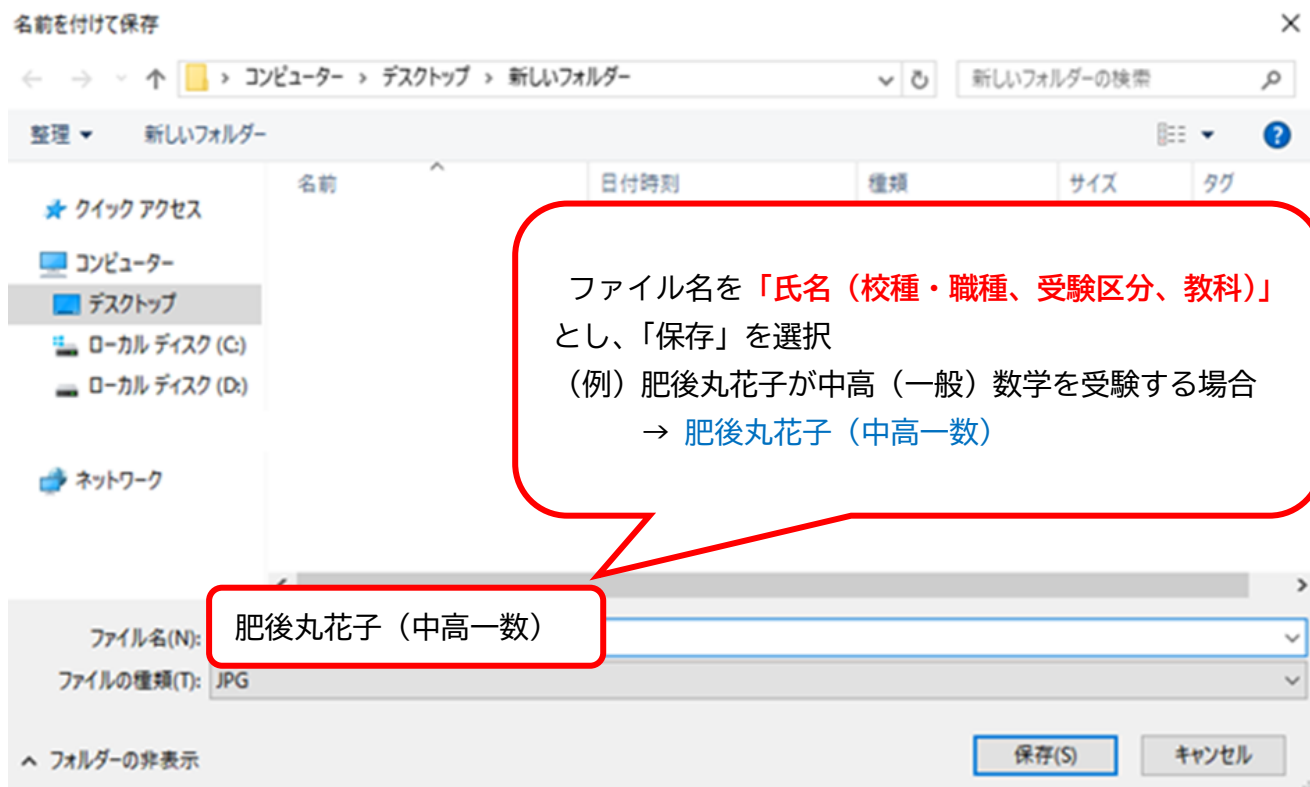 名前を付けて保存
コンピューター > デスクトップ > 新しいフォルダー
新しいフォルダーの検索
整理
新しいフォルダー
名前 日付時刻 種類 サイズ タグ
クイック アクセス
コンピューター
デスクトップ
ローカル ディスク (C:)
ローカル ディスク (D:)
ネットワーク
ファイル名を「氏名（校種・職種、受験区分、教科）」
とし、「保存」を選択
（例）肥後丸花子が中高（一般）数学を受験する場合
→ 肥後丸花子（中高一数）
ファイル名(N): 肥後丸花子（中高一数）
ファイルの種類(T): JPG
フォルダーの非表示
保存(S) キャンセル